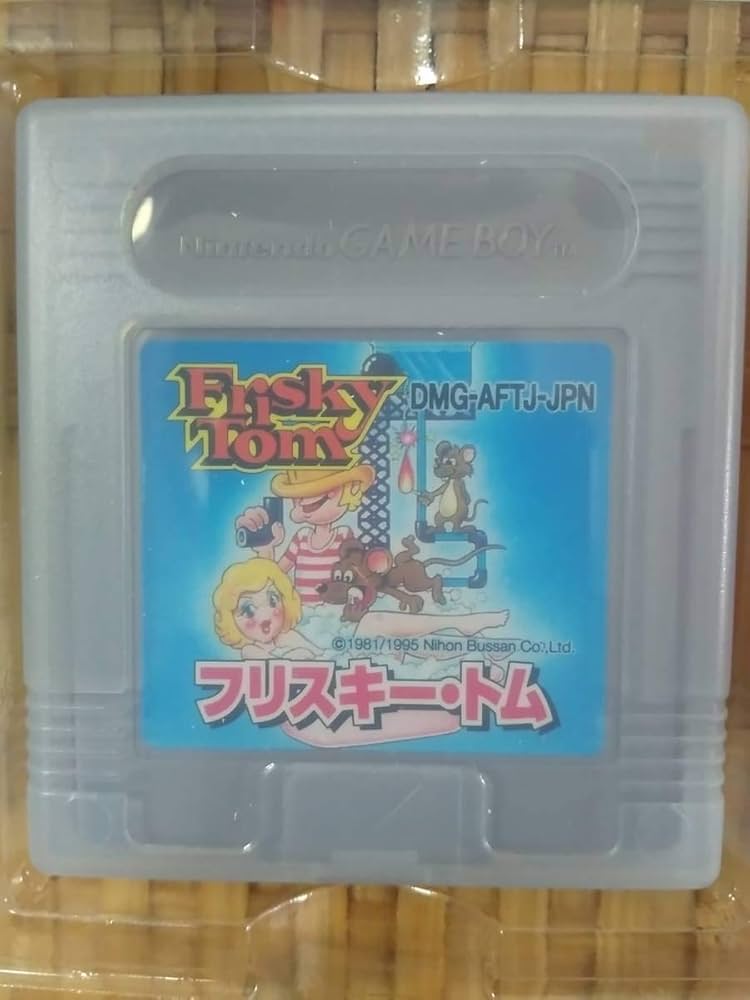 Nintendo GAME BOY TM
Frisky
Tom
DMG-AFTJ-JPN
©1981/1995 Nihon Bussan Co.,Ltd.
フリスキー・トム